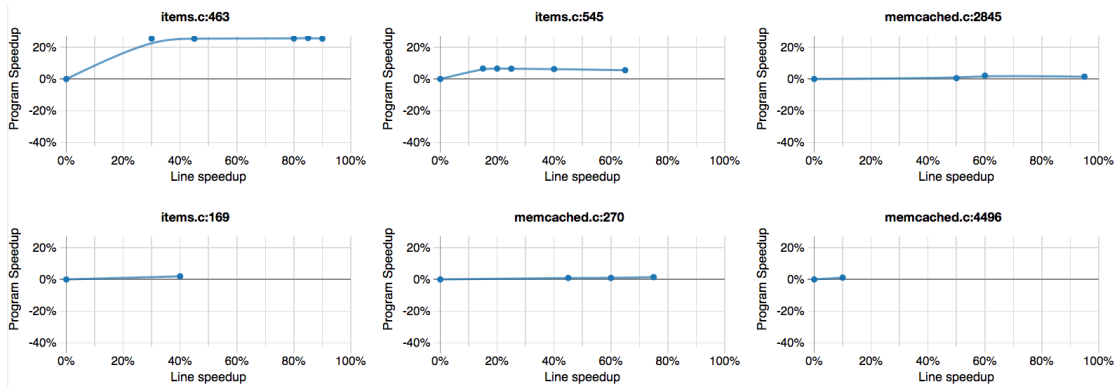 items.c:463
Program Speedup
20%
0%
-20%
-40%
0% 20% 40% 60% 80% 100%
Line speedup
items.c:545
Program Speedup
20%
0%
-20%
-40%
0% 20% 40% 60% 80% 100%
Line speedup
memcached.c:2845
Program Speedup
20%
0%
-20%
-40%
0% 20% 40% 60% 80% 100%
Line speedup
items.c:169
Program Speedup
20%
0%
-20%
-40%
0% 20% 40% 60% 80% 100%
Line speedup
memcached.c:270
Program Speedup
20%
0%
-20%
-40%
0% 20% 40% 60% 80% 100%
Line speedup
memcached.c:4496
Program Speedup
20%
0%
-20%
-40%
0% 20% 40% 60% 80% 100%
Line speedup